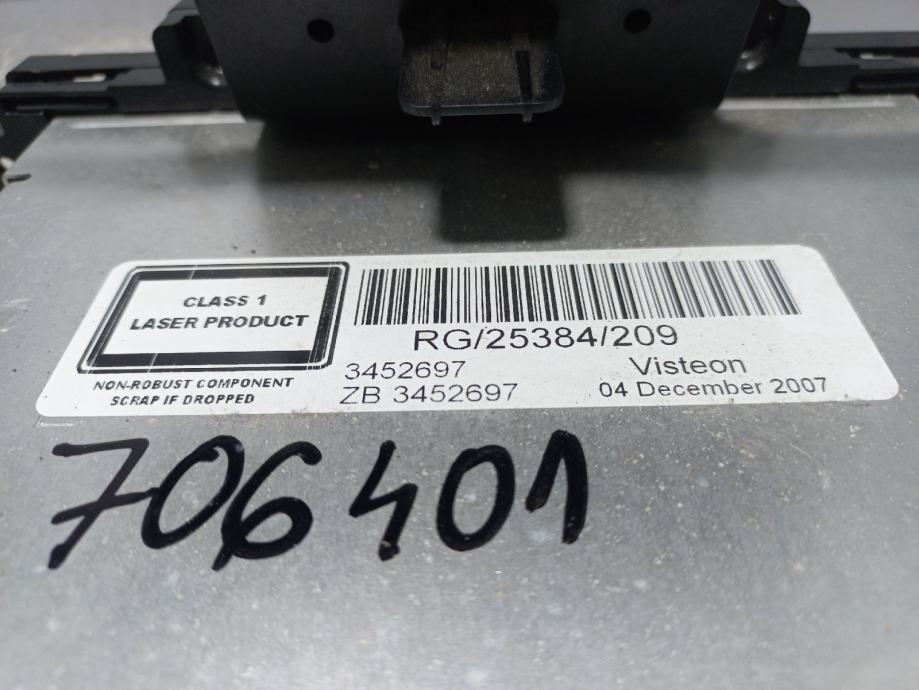 CLASS 1
LASER PRODUCT
NON-ROBUST COMPONENT
SCRAP IF DROPPED
RG/25384/209
3452697
ZB 3452697
Visteon
04 December 2007
706401